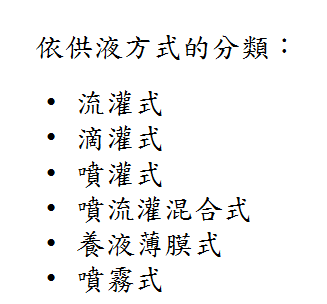 依供液方式的分類：
• 流灌式
• 滴灌式
• 噴灌式
• 噴流灌混合式
• 養液薄膜式
• 噴霧式